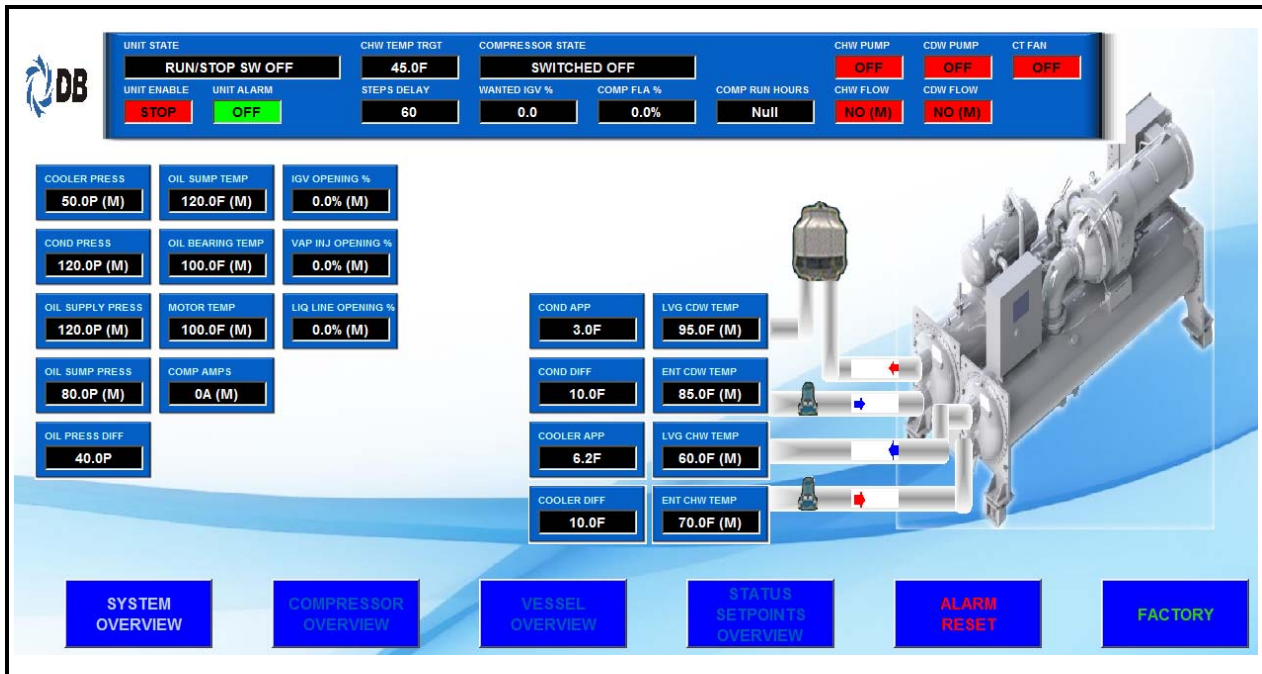 DB
UNIT STATE
RUN/STOP SW OFF
CHW TEMP TRGT
45.0F
COMPRESSOR STATE
SWITCHED OFF
CHW PUMP
OFF
CDW PUMP
OFF
CT FAN
OFF
UNIT ENABLE
STOP
UNIT ALARM
OFF
STEPS DELAY
60
WANTED IGV %
0.0
COMP FLA %
0.0%
COMP RUN HOURS
Null
CHW FLOW
NO (M)
CDW FLOW
NO (M)
COOLER PRESS
50.0P (M)
OIL SUMP TEMP
120.0F (M)
IGV OPENING %
0.0% (M)
COND PRESS
120.0P (M)
OIL BEARING TEMP
100.0F (M)
VAP INJ OPENING %
0.0% (M)
OIL SUPPLY PRESS
120.0P (M)
MOTOR TEMP
100.0F (M)
LIQ LINE OPENING %
0.0% (M)
OIL SUMP PRESS
80.0P (M)
COMP AMPS
0A (M)
OIL PRESS DIFF
40.0P
COND APP
3.0F
LVG CDW TEMP
95.0F (M)
COND DIFF
10.0F
ENT CDW TEMP
85.0F (M)
COOLER APP
6.2F
LVG CHW TEMP
60.0F (M)
COOLER DIFF
10.0F
ENT CHW TEMP
70.0F (M)
SYSTEM
OVERVIEW
COMPRESSOR
OVERVIEW
VESSEL
OVERVIEW
STATUS
SETPOINTS
OVERVIEW
ALARM
RESET
FACTORY